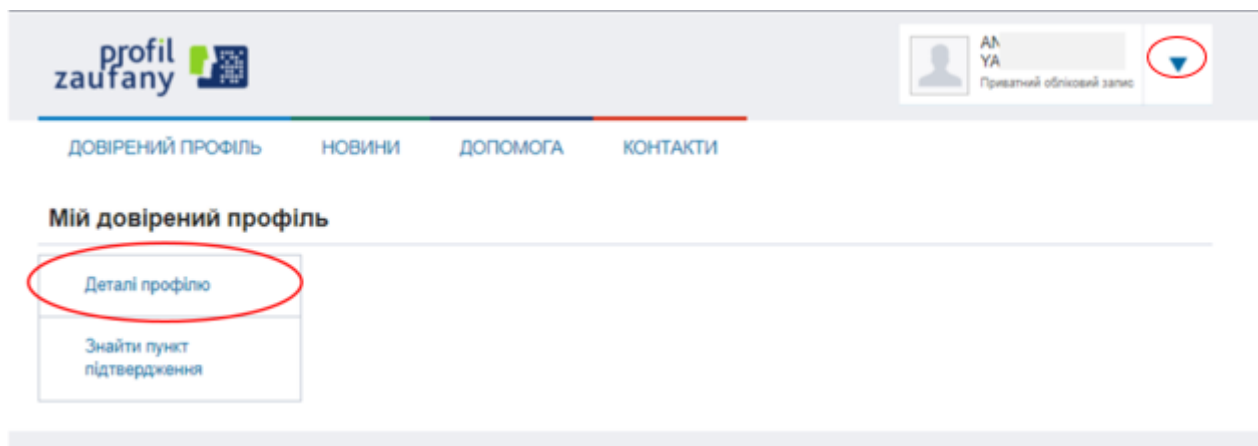 profil
zaufany
AN
YA
Приватний обліковий запис
ДОВІРЕНИЙ ПРОФІЛЬ НОВИНИ ДОПОМОГА КОНТАКТИ
Мій довірений профіль
Деталі профілю
Знайти пункт
підтвердження